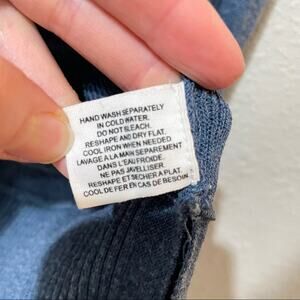 HAND WASH SEPARATELY
IN COLD WATER.
DO NOT BLEACH.
RESHAPE AND DRY FLAT.
COOL IRON WHEN NEEDED
LAVAGE A LA MAIN SEPAREMENT
DANS L'EAU FROIDE.
NE PAS JAVELLISER.
RESHAPE ET SECHER A PLAT.
COOL DE FER EN CAS DE BESOIN